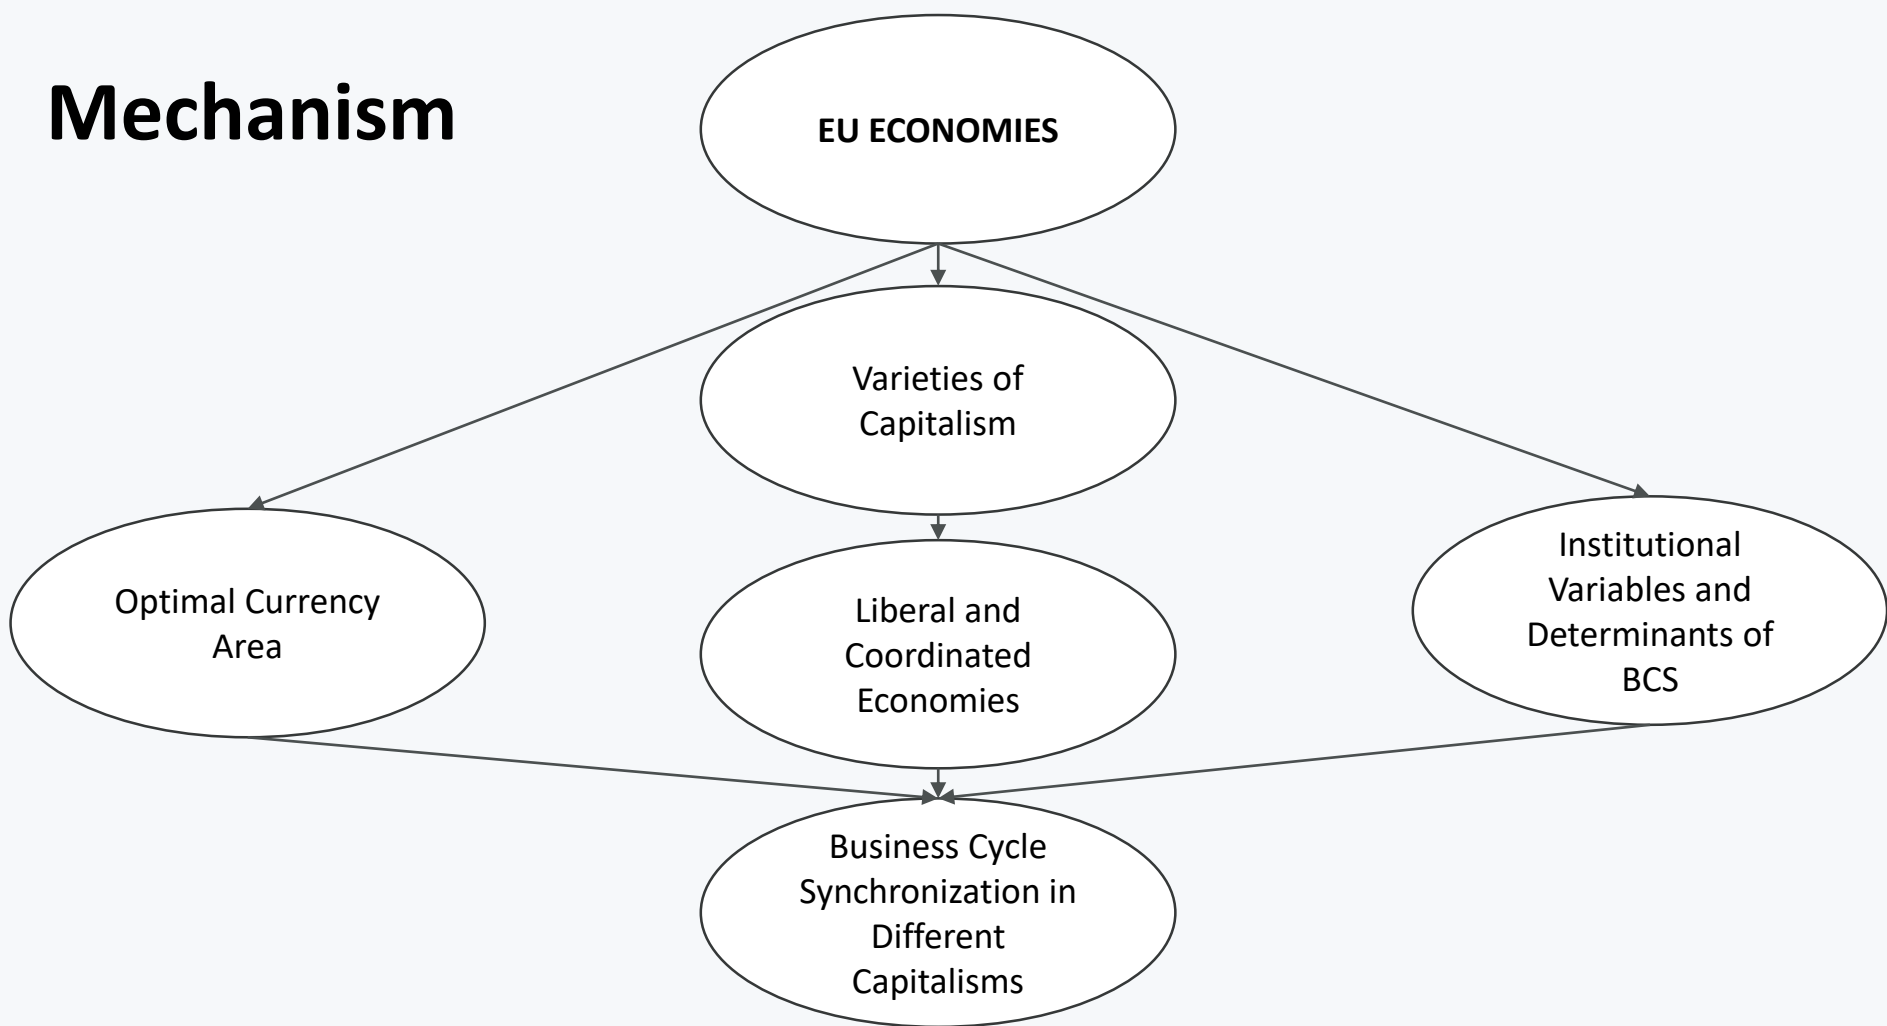 Mechanism
EU ECONOMIES
Varieties of
Capitalism
Optimal Currency
Area
Liberal and
Coordinated
Economies
Institutional
Variables and
Determinants of
BCS
Business Cycle
Synchronization in
Different
Capitalisms